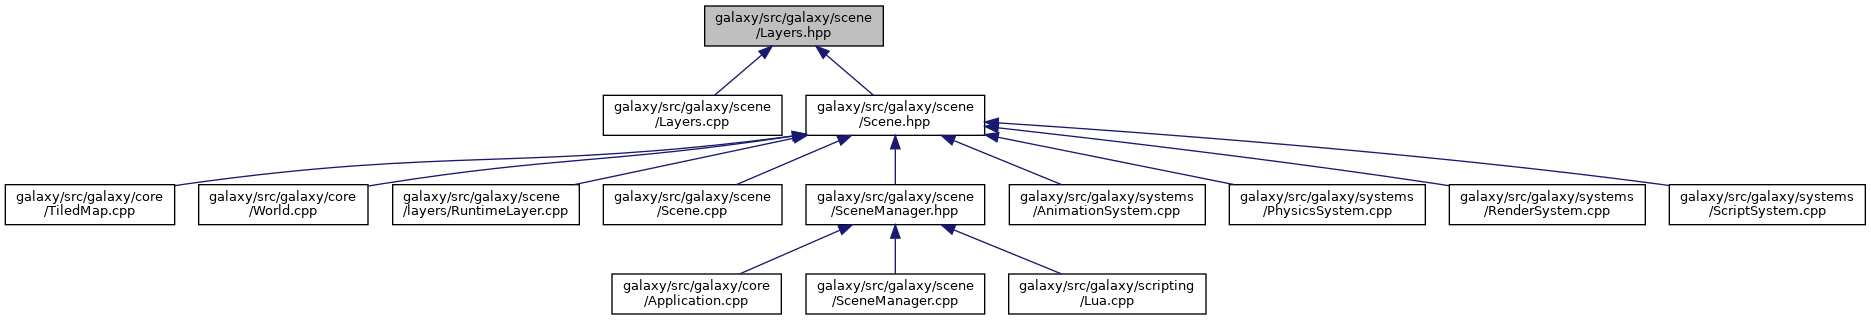 galaxy/src/galaxy/scene
/Layers.hpp
galaxy/src/galaxy/scene
/Layers.cpp
galaxy/src/galaxy/scene
/Scene.hpp
galaxy/src/galaxy/core
/TiledMap.cpp
galaxy/src/galaxy/core
/World.cpp
galaxy/src/galaxy/scene
/layers/RuntimeLayer.cpp
galaxy/src/galaxy/scene
/Scene.cpp
galaxy/src/galaxy/scene
/SceneManager.hpp
galaxy/src/galaxy/systems
/AnimationSystem.cpp
galaxy/src/galaxy/systems
/PhysicsSystem.cpp
galaxy/src/galaxy/systems
/RenderSystem.cpp
galaxy/src/galaxy/systems
/ScriptSystem.cpp
galaxy/src/galaxy/core
/Application.cpp
galaxy/src/galaxy/scene
/SceneManager.cpp
galaxy/src/galaxy/scripting
/Lua.cpp